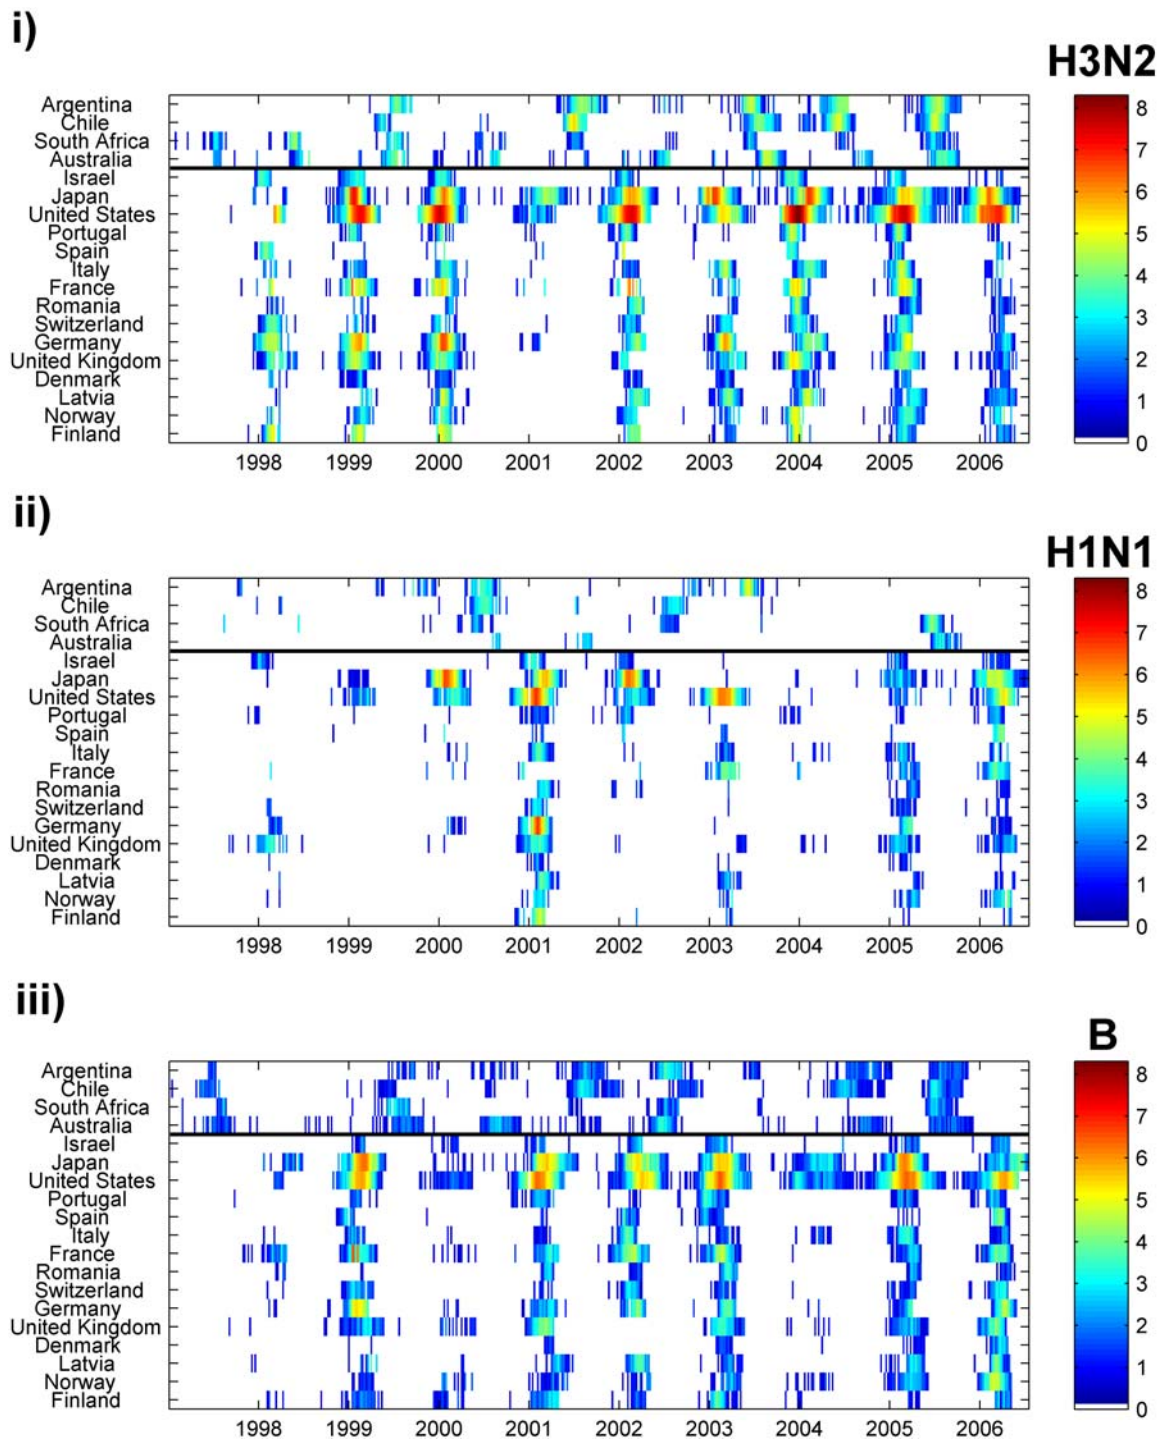 i)
H3N2
Argentina
Chile
South Africa
Australia
Israel
Japan
United States
Portugal
Spain
Italy
France
Romania
Switzerland
Germany
United Kingdom
Denmark
Latvia
Norway
Finland
1998 1999 2000 2001 2002 2003 2004 2005 2006
8
7
6
5
4
3
2
1
0
ii)
H1N1
Argentina
Chile
South Africa
Australia
Israel
Japan
United States
Portugal
Spain
Italy
France
Romania
Switzerland
Germany
United Kingdom
Denmark
Latvia
Norway
Finland
1998 1999 2000 2001 2002 2003 2004 2005 2006
8
7
6
5
4
3
2
1
0
iii)
B
Argentina
Chile
South Africa
Australia
Israel
Japan
United States
Portugal
Spain
Italy
France
Romania
Switzerland
Germany
United Kingdom
Denmark
Latvia
Norway
Finland
1998 1999 2000 2001 2002 2003 2004 2005 2006
8
7
6
5
4
3
2
1
0